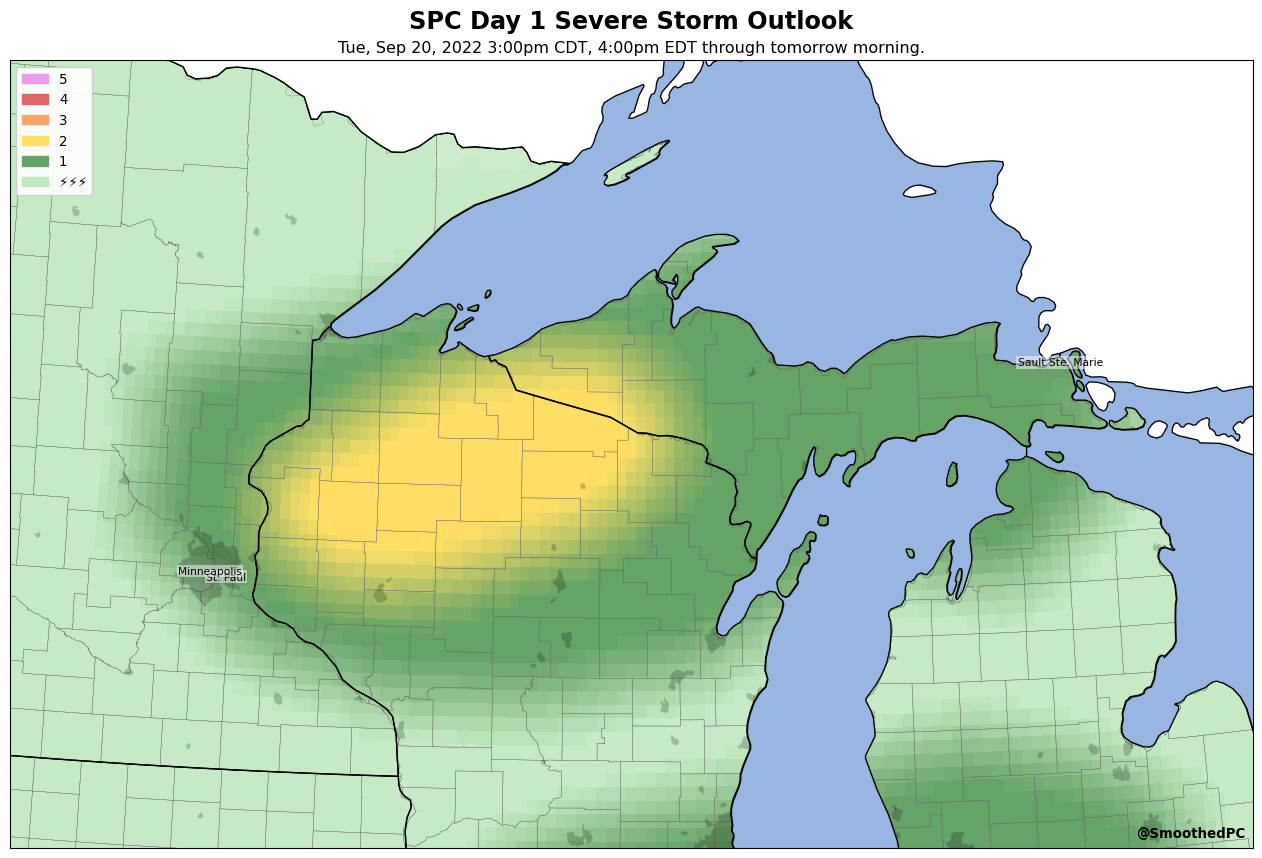 SPC Day 1 Severe Storm Outlook
Tue, Sep 20, 2022 3:00pm CDT, 4:00pm EDT through tomorrow morning.
5
4
3
2
1
⚡⚡⚡
Sault Ste. Marie
Minneapolis
St. Paul
@SmoothedPC